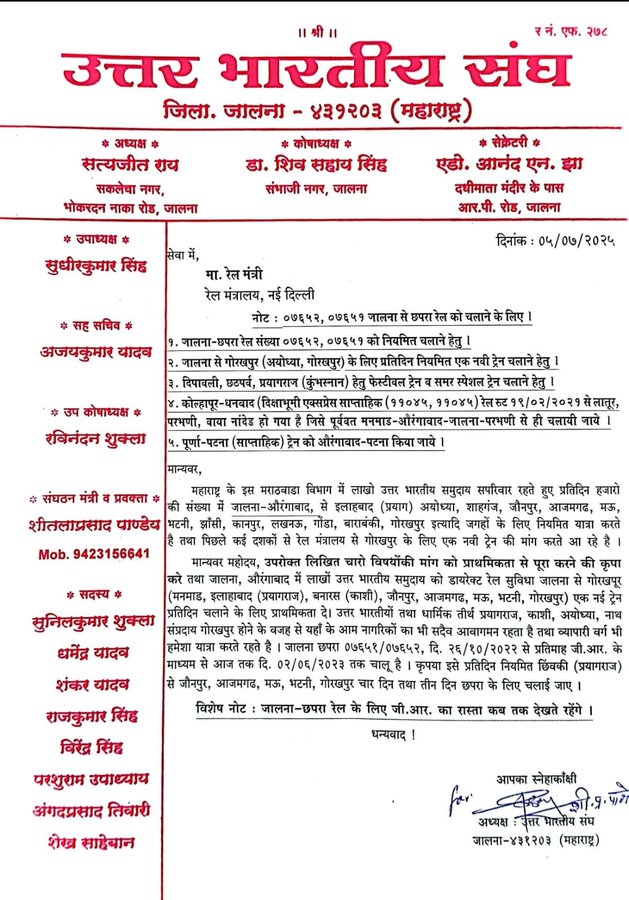 ।। श्री ।।
र नं. एफ. २७८
उत्तर भारतीय संघ
जिला. जालना - ४३१२०३ (महाराष्ट्र)
* अध्यक्ष *
सत्यजीत राय
सकलेचा नगर,
भोकरदन नाका रोड, जालना
* कोषाध्यक्ष *
डा. शिव सहाय सिंह
संभाजी नगर, जालना
* सेक्रेटरी *
एडी. आनंद एन. झा
दधीमाता मंदीर के पास
आर.पी. रोड, जालना
* उपाध्यक्ष *
सुधीरकुमार सिंह
* सह सचिव *
अजयकुमार यादव
* उप कोषाध्यक्ष *
रविनंदन शुक्ला
* संघठन मंत्री व प्रवक्ता *
शीतलाप्रसाद पाण्डेय
Mob. 9423156641
* सदस्य *
सुनिलकुमार शुक्ला
धमेंद्र यादव
शंकर यादव
राजकुमार सिंह
विरेंद्र सिंह
परशुराम उपाध्याय
अंगदप्रसाद तिवारी
शेख साहेबान
दिनांक : ०५/०७/२०२५
सेवा में,
मा. रेल मंत्री
रेल मंत्रालय, नई दिल्ली
नोट : ०७६५२, ०७६५१ जालना से छपरा रेल को चलाने के लिए ।
१. जालना-छपरा रेल संख्या ०७६५२, ०७६५१ को नियमित चलाने हेतु ।
२. जालना से गोरखपुर (अयोध्या, गोरखपुर) के लिए प्रतिदिन नियमित एक नवी ट्रेन चलाने हेतु ।
३. दिपावली, छठपर्व, प्रयागराज (कुंभस्नान) हेतु फेस्टीवल ट्रेन व समर स्पेशल ट्रेन चलाने हेतु ।
४. कोल्हापूर-धनवाद (दिक्षाभूमी एक्सप्रेस साप्ताहिक (११०४५, ११०४५) रेल रूट १९/०२/२०२१ से लातूर,
परभणी, वाया नांदेड हो गया है जिसे पूर्ववत मनमाड-औरंगाबाद-जालना-परभणी से ही चलायी जाये ।
५. पूर्णा-पटना (साप्ताहिक) ट्रेन को औरंगाबाद-पटना किया जाये ।
मान्यवर,
महाराष्ट्र के इस मराठवाडा विभाग में लाखो उत्तर भारतीय समुदाय सपरिवार रहते हुए प्रतिदिन हजारो
की संख्या में जालना-औरंगाबाद, से इलाहबाद (प्रयाग) अयोध्या, शाहगंज, जौनपुर, आजमगढ, मऊ,
भटनी, झाँसी, कानपुर, लखनऊ, गोंडा, बाराबंकी, गोरखपुर इत्यादि जगहों के लिए नियमित यात्रा करते
है तथा पिछले कई दशकों से रेल मंत्रालय से गोरखपुर के लिए एक नवी ट्रेन की मांग करते आ रहे है ।
मान्यवर महोदय, उपरोक्त लिखित चारो विषयोंकी मांग को प्राथमिकता से पूरा करने की कृपा
करे तथा जालना, औरंगाबाद में लाखों उत्तर भारतीय समुदाय को डायरेक्ट रेल सुविधा जालना से गोरखपूर
(मनमाड, इलाहाबाद (प्रयागराज), बनारस (काशी), जौनपुर, आजमगढ, मऊ, भटनी, गोरखपुर) एक नई ट्रेन
प्रतिदिन चलाने के लिए प्राथमिकता दे। उत्तर भारतीयों तथा धार्मिक तीर्थ प्रयागराज, काशी, अयोध्या, नाथ
संप्रदाय गोरखपुर होने के वजह से यहाँ के आम नागरिकों का भी सदैव आवागमन रहता है तथा व्यापारी वर्ग भी
हमेशा यात्रा करते रहते है । जालना छपरा ०७६५१/०७६५२, दि. २६/१०/२०२२ से प्रतिमाह जी.आर. के
माध्यम से आज तक दि. ०२/०६/२०२३ तक चालू है । कृपया इसे प्रतिदिन नियमित छिंवकी (प्रयागराज)
से जौनपुर, आजमगढ, मऊ, भटनी, गोरखपुर चार दिन तथा तीन दिन छपरा के लिए चलाई जाए ।
विशेष नोट : जालना-छपरा रेल के लिए जी.आर. का रास्ता कब तक देखते रहेंगे ।
धन्यवाद !
आपका स्नेहाकाँक्षी
for
अध्यक्ष : उत्तर भारतीय संघ
जालना-४३१२०३ (महाराष्ट्र)